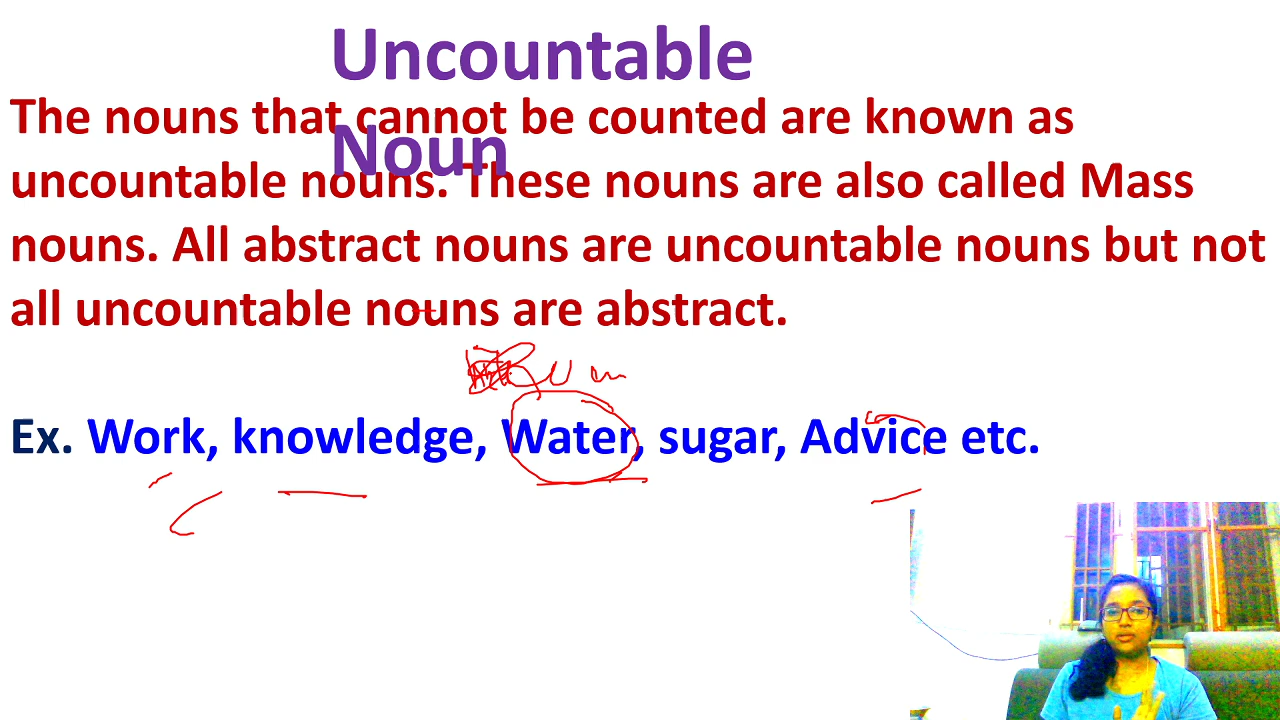 Uncountable
Noun
The nouns that cannot be counted are known as
uncountable nouns. These nouns are also called Mass
nouns. All abstract nouns are uncountable nouns but not
all uncountable nouns are abstract.
Ex. Work, knowledge, Water, sugar, Advice etc.